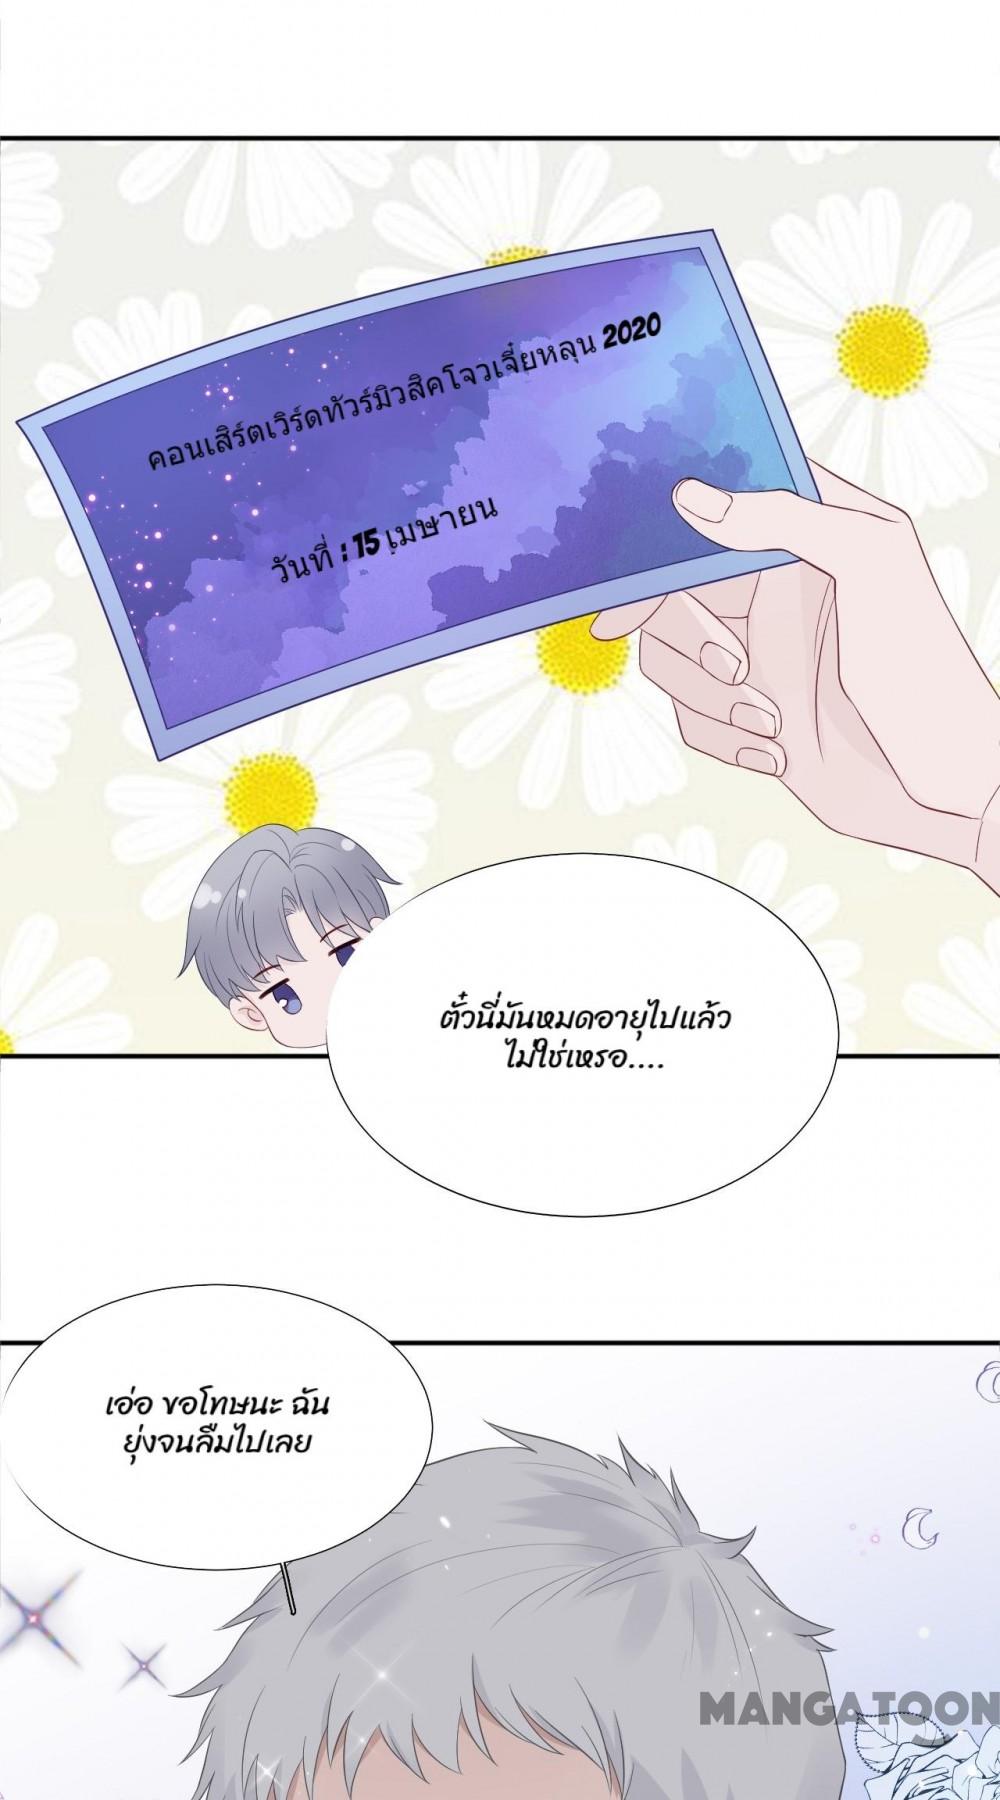 คอนเสิร์ตเวิร์ดทัวร์มิวสิคโจวเจี๋ยหลุน 2020
วันที่ : 15 เมษายน
ตั๋วนี่มันหมดอายุไปแล้ว
ไม่ใช่เหรอ....
เอ่อ ขอโทษนะ ฉัน
ยุ่งจนลืมไปเลย
MANGATOON